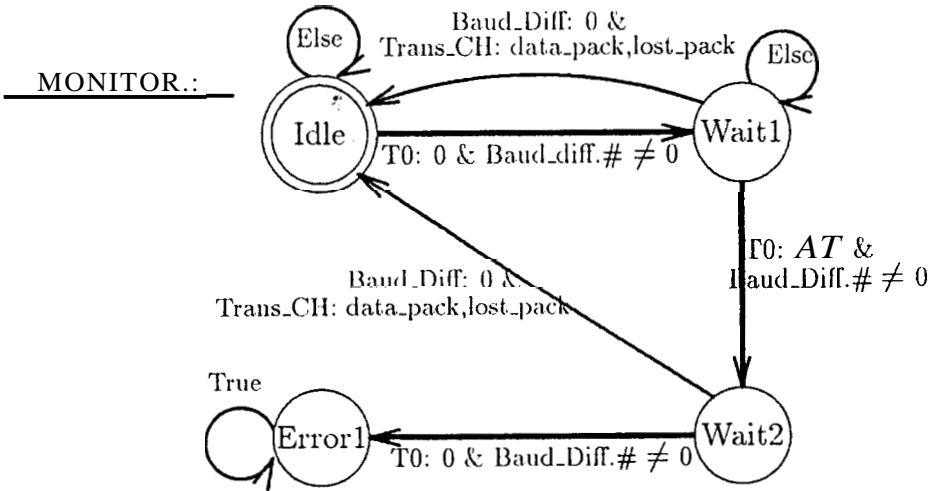 Baud_Diff: 0 &
Trans_CH: data_pack,lost_pack
Else
Else
MONITOR.:
Idle
Wait1
T0: 0 & Baud_diff.# ≠ 0
T0: AT &
Baud_Diff.# ≠ 0
Baud_Diff: 0 &
Trans_CH: data_pack,lost_pack
True
Error1
Wait2
T0: 0 & Baud_Diff.# ≠ 0